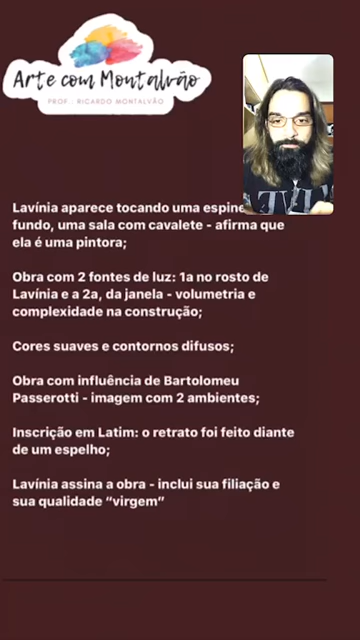 Arte com Montalvão
PROF.: RICARDO MONTALVÃO
Lavínia aparece tocando uma
fundo, uma sala com cavalete - afirma que
ela é uma pintora;
Obra com 2 fontes de luz: 1a no rosto de
Lavínia e a 2a, da janela - volumetria e
complexidade na construção;
Cores suaves e contornos difusos;
Obra com influência de Bartolomeu
Passerotti - imagem com 2 ambientes;
Inscrição em Latim: o retrato foi feito diante
de um espelho;
Lavínia assina a obra - inclui sua filiação e
sua qualidade “virgem”